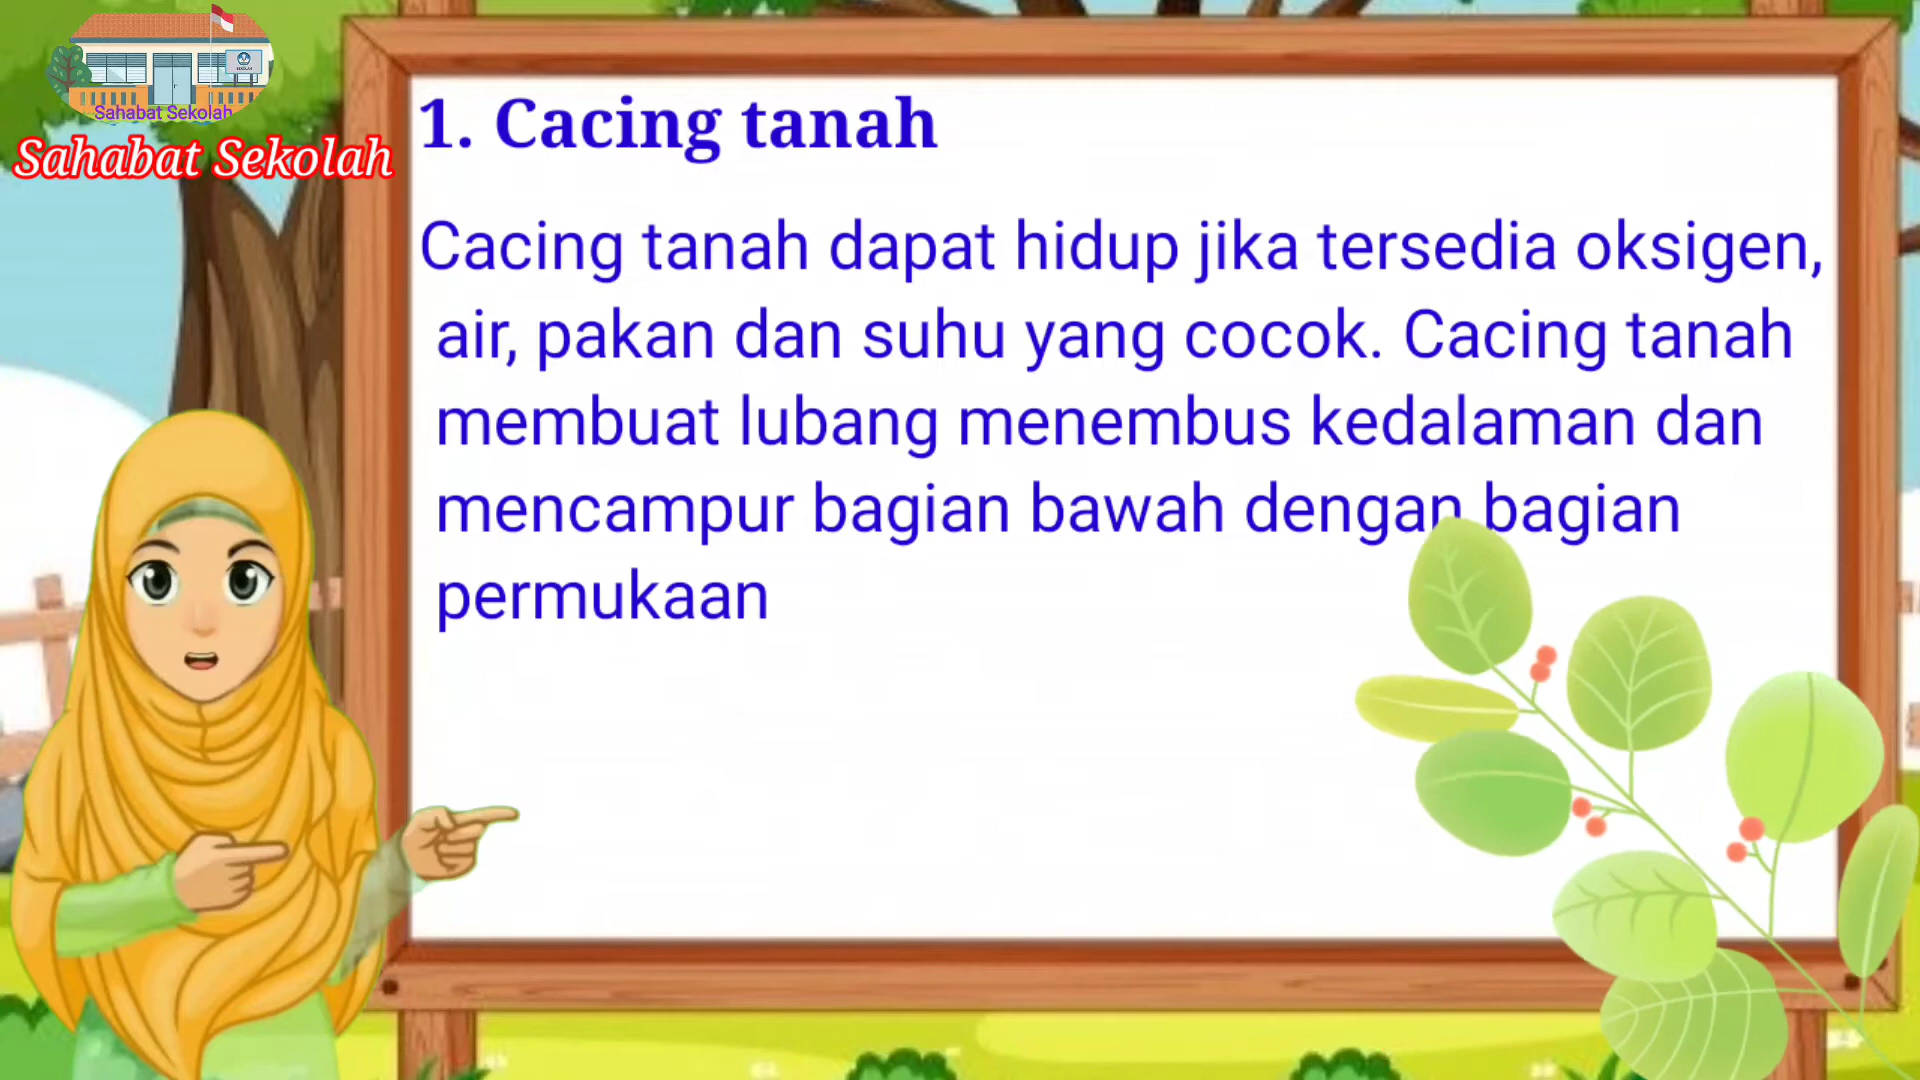 Sahabat Sekolah
Sahabat Sekolah
1. Cacing tanah
Cacing tanah dapat hidup jika tersedia oksigen,
air, pakan dan suhu yang cocok. Cacing tanah
membuat lubang menembus kedalaman dan
mencampur bagian bawah dengan bagian
permukaan